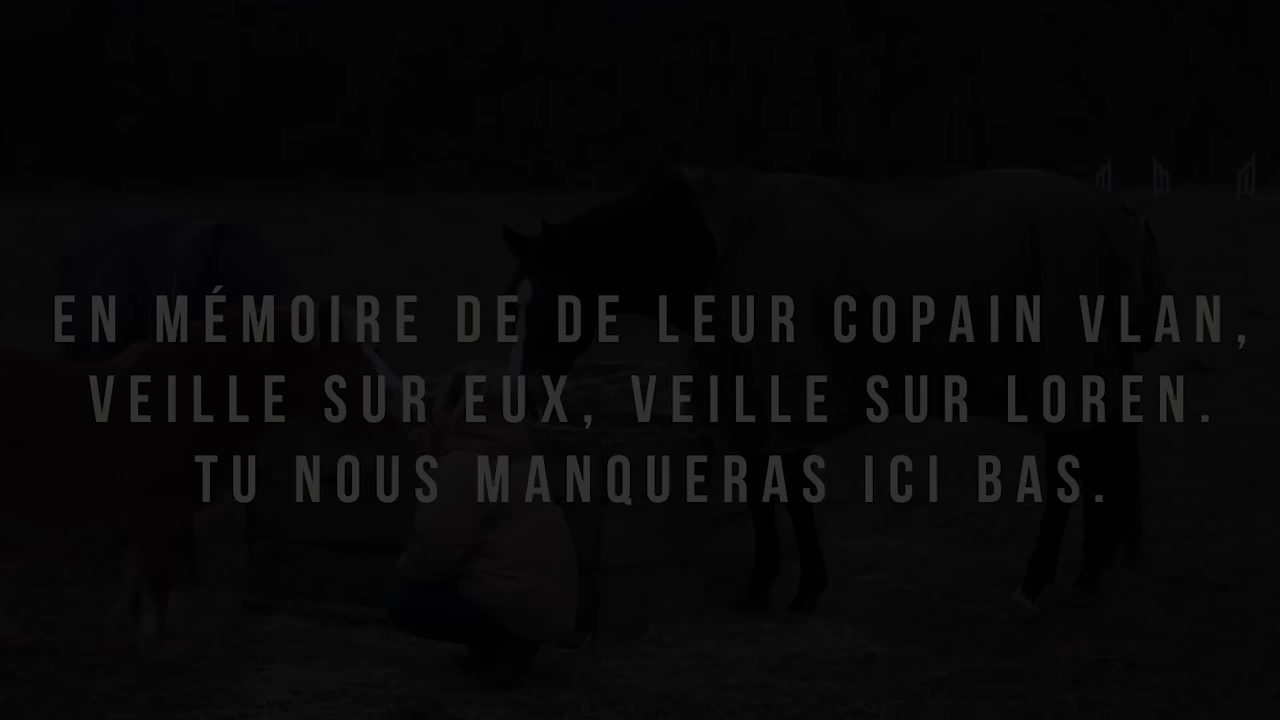 EN MÉMOIRE DE DE LEUR COPAIN VLAN,
VEILLE SUR EUX, VEILLE SUR LOREN.
TU NOUS MANQUERAS ICI BAS.